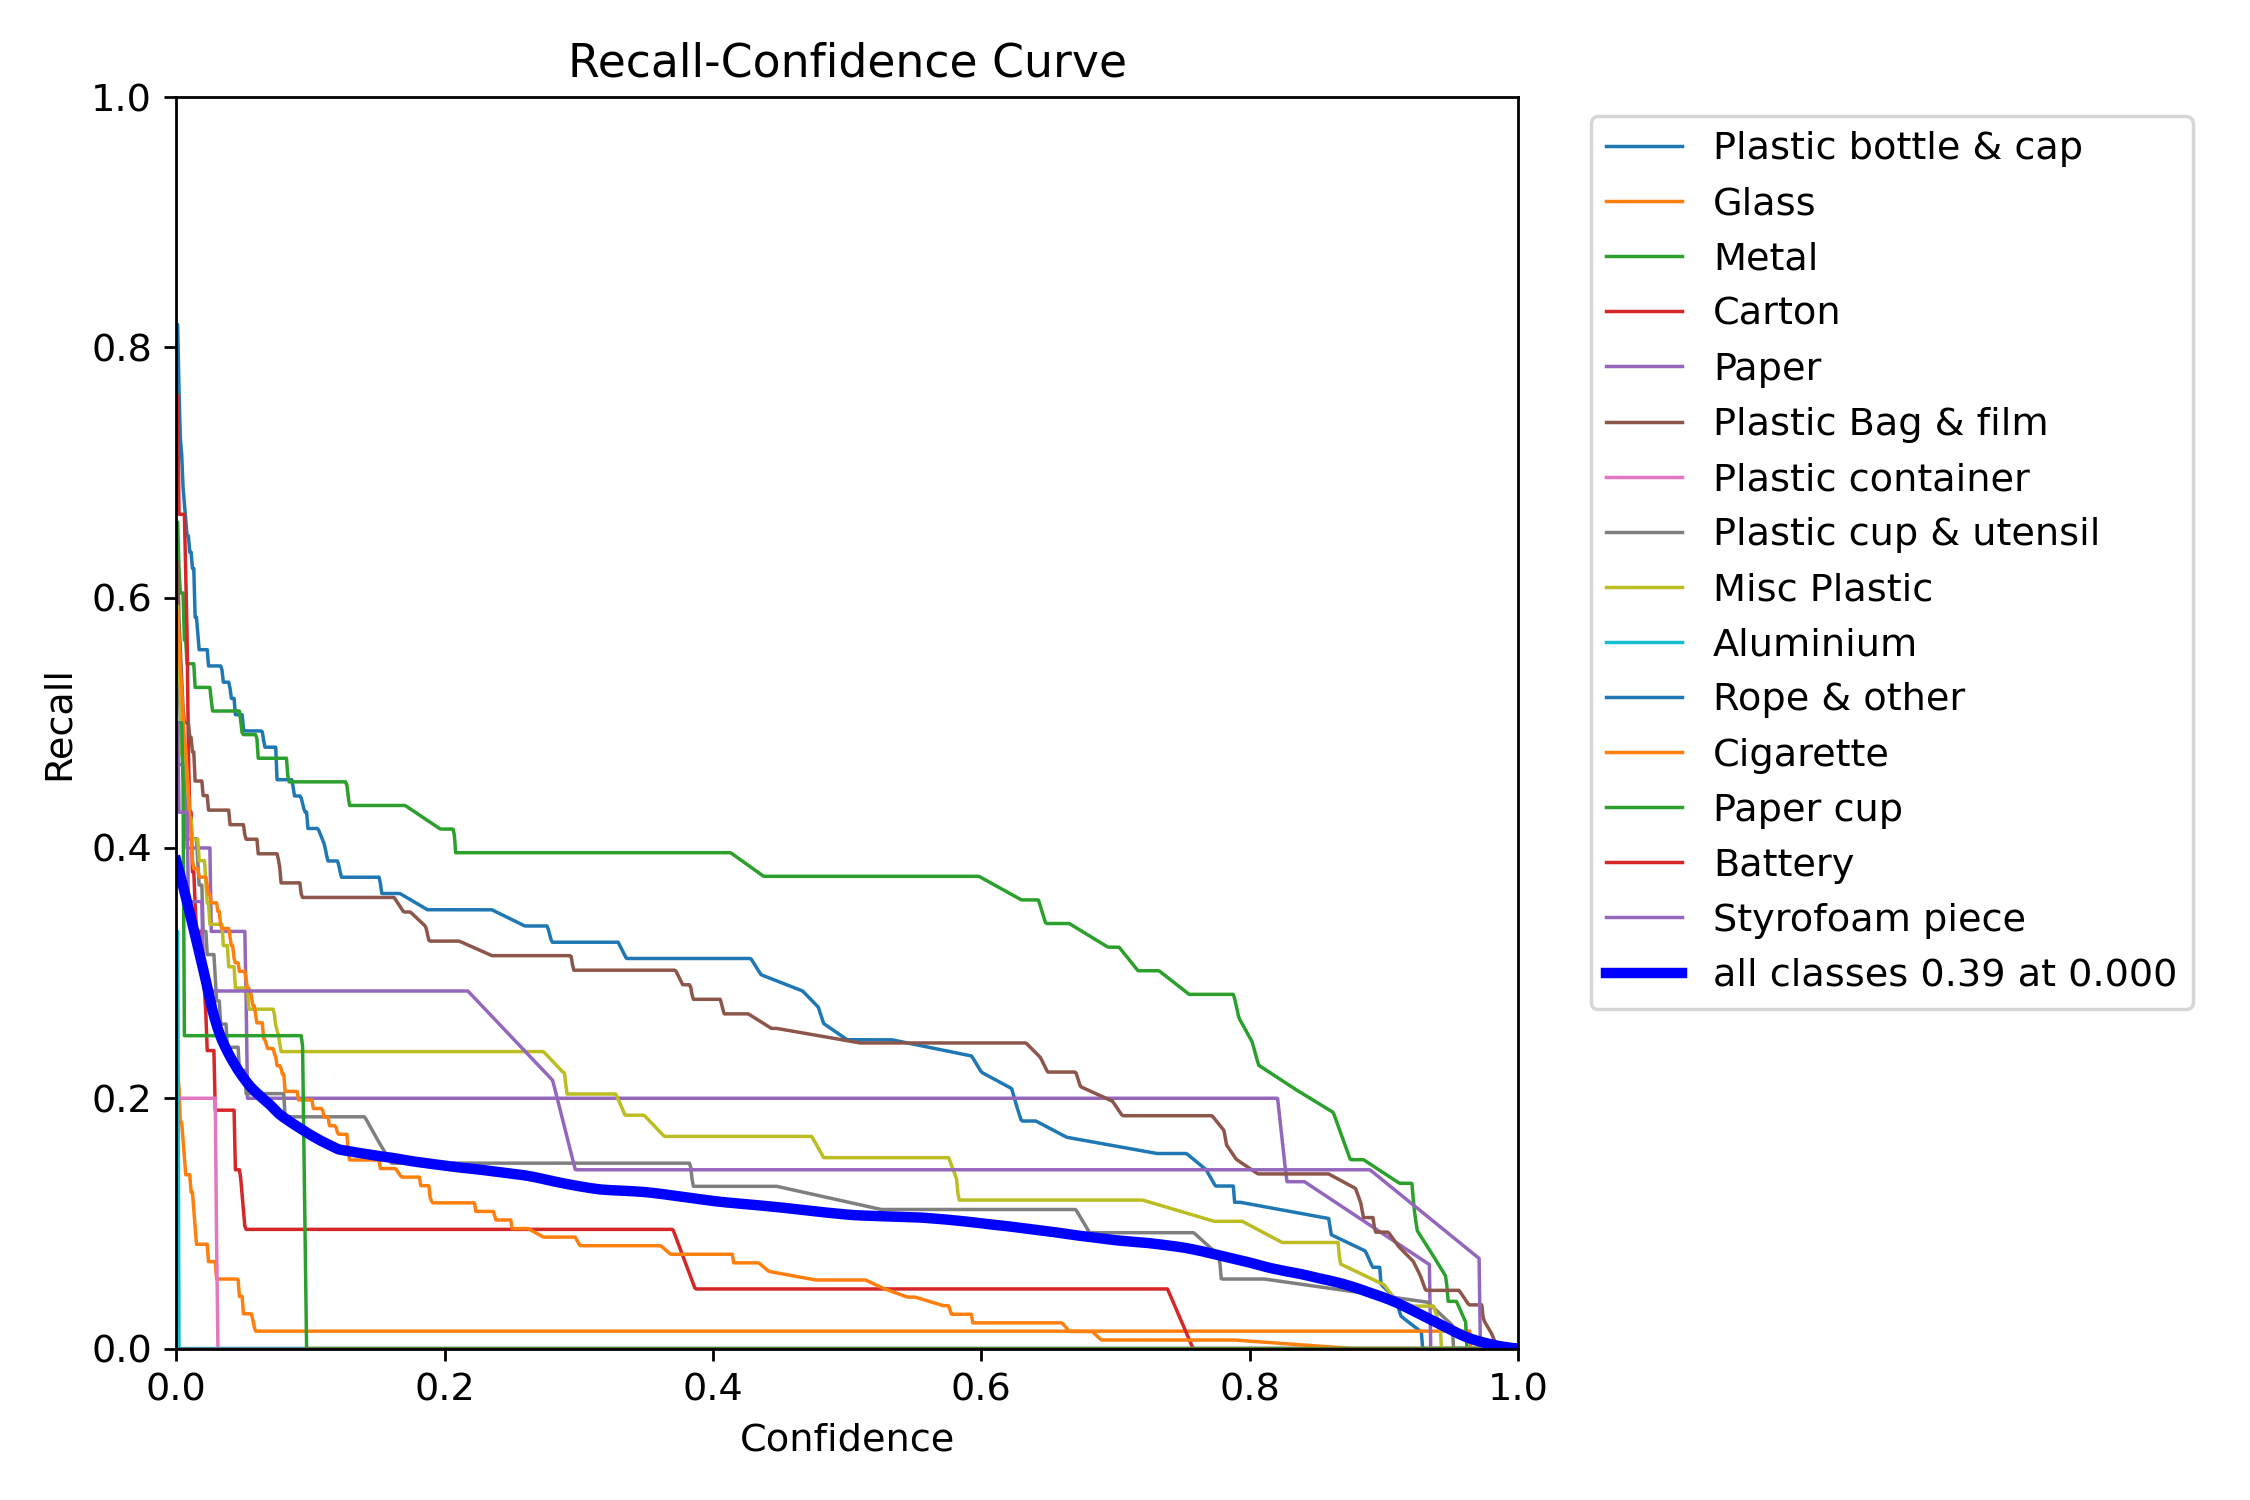 Recall-Confidence Curve
1.0
0.8
0.6
0.4
0.2
0.0
Recall
0.0 0.2 0.4 0.6 0.8 1.0
Confidence
Plastic bottle & cap
Glass
Metal
Carton
Paper
Plastic Bag & film
Plastic container
Plastic cup & utensil
Misc Plastic
Aluminium
Rope & other
Cigarette
Paper cup
Battery
Styrofoam piece
all classes 0.39 at 0.000